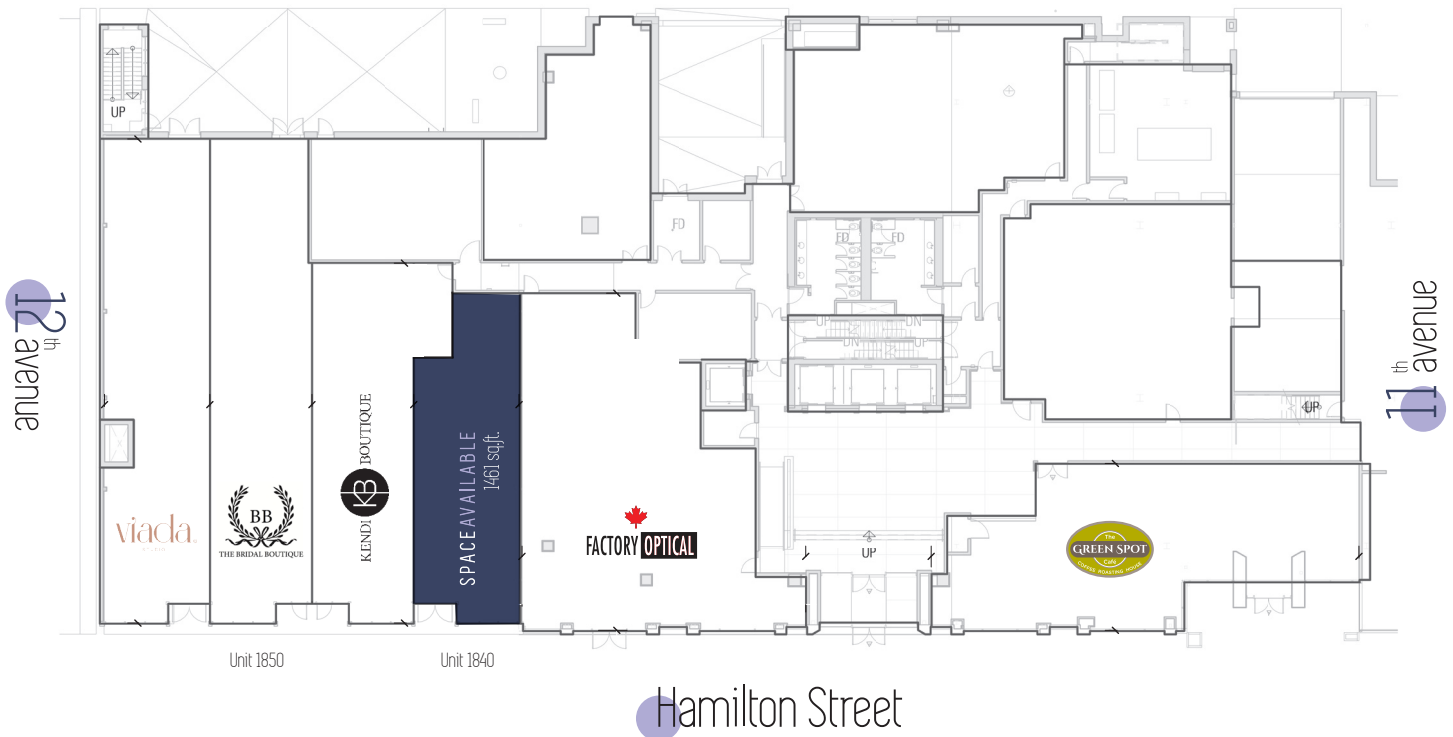 UP
FD
FD
FD
UP
DN
DN
UP
UP
12th avenue
11th avenue
KENDI KB BOUTIQUE
SPACE AVAILABLE
1461 sq.ft.
viada.
STUDIO
BB
THE BRIDAL BOUTIQUE
FACTORY OPTICAL
UP
The
GREEN SPOT
Café
COFFEE ROASTING HOUSE
Unit 1850
Unit 1840
Hamilton Street